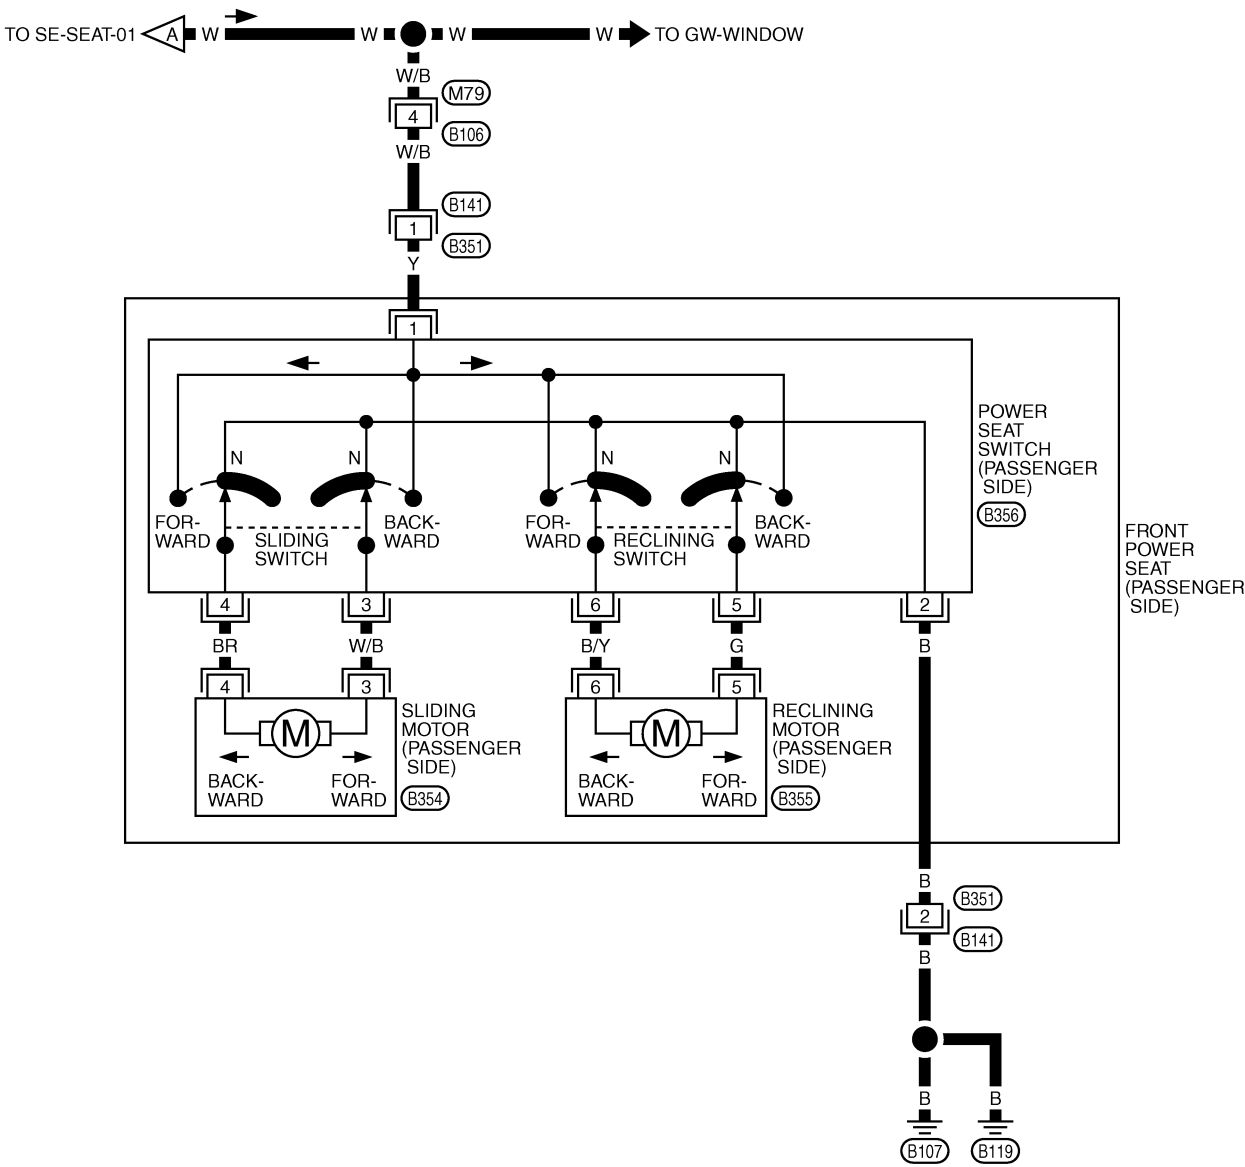 TO SE-SEAT-01 A W W W W TO GW-WINDOW
W/B
M79
4
B106
W/B
B141
1
B351
Y
1
N N N N
FOR-
WARD
SLIDING
SWITCH
BACK-
WARD
FOR-
WARD
RECLINING
SWITCH
BACK-
WARD
POWER
SEAT
SWITCH
(PASSENGER
SIDE)
B356
FRONT
POWER
SEAT
(PASSENGER
SIDE)
4 3 6 5 2
BR W/B B/Y G B
4 3 6 5
M
BACK-
WARD
FOR-
WARD
SLIDING
MOTOR
(PASSENGER
SIDE)
B354
M
BACK-
WARD
FOR-
WARD
RECLINING
MOTOR
(PASSENGER
SIDE)
B355
B
B351
2
B141
B
B B
B107 B119